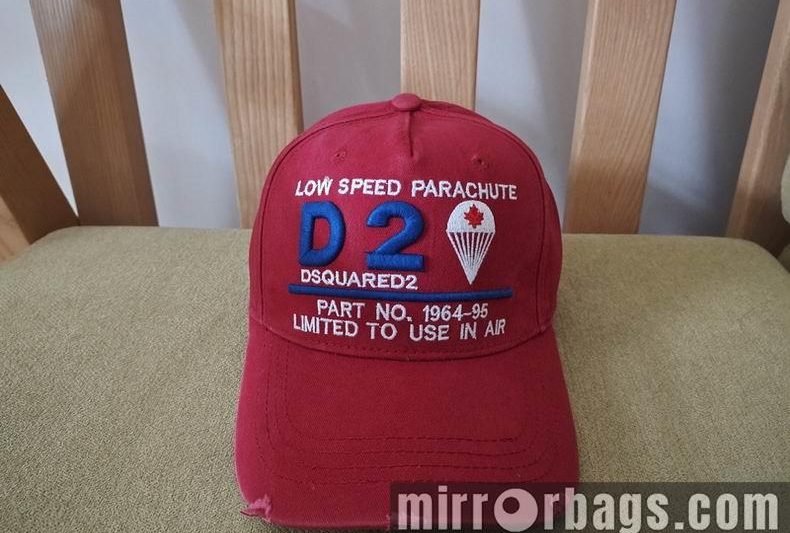 LOW SPEED PARACHUTE
D2
DSQUARED2
PART NO. 1964-95
LIMITED TO USE IN AIR
mirrorbags.com